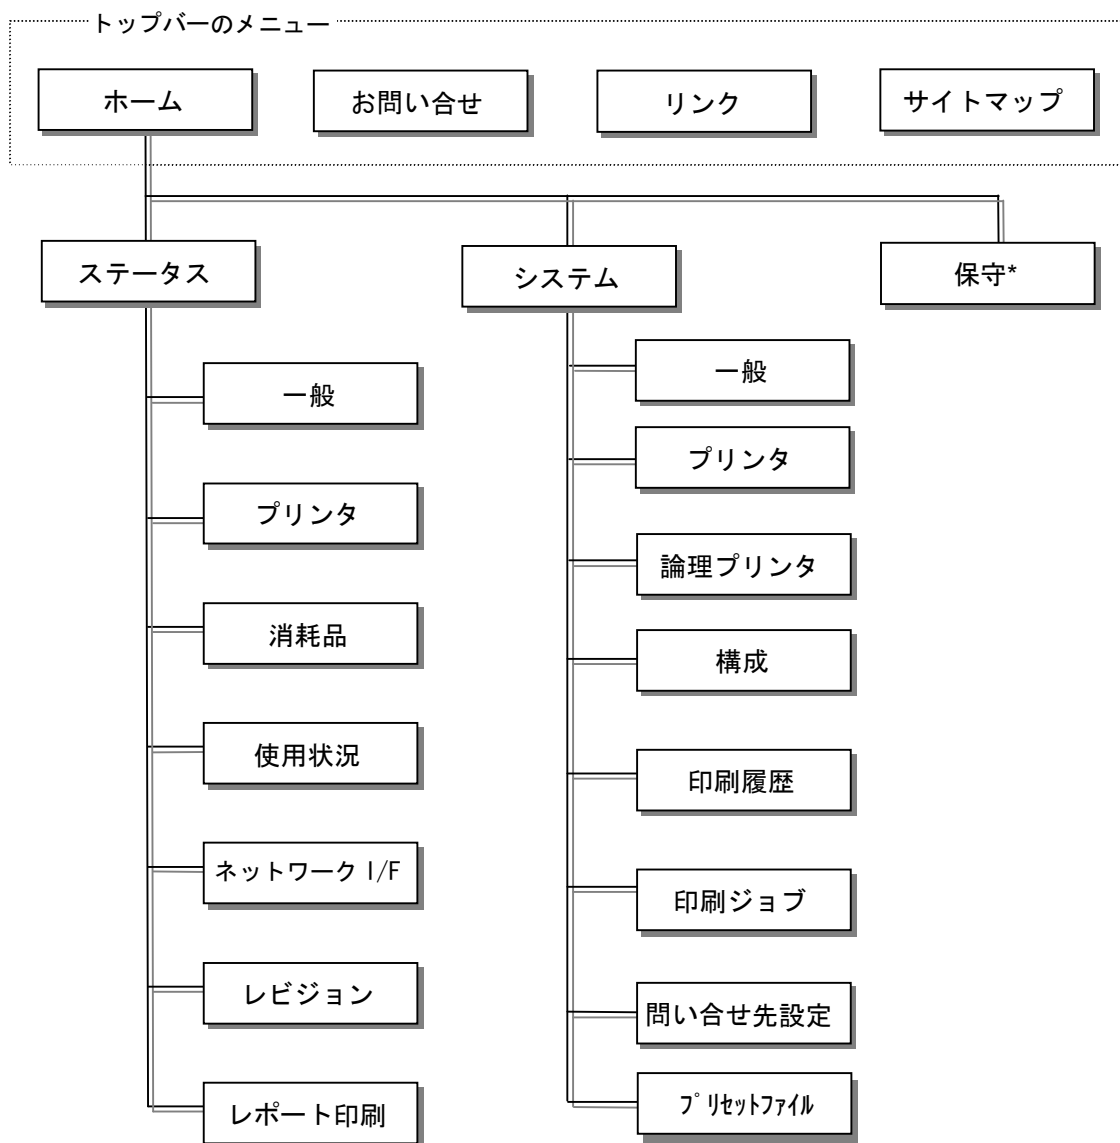 トップバーのメニュー
ホーム
お問い合せ
リンク
サイトマップ
ステータス
システム
保守*
一般
プリンタ
消耗品
使用状況
ネットワーク I/F
レビジョン
レポート印刷
一般
プリンタ
論理プリンタ
構成
印刷履歴
印刷ジョブ
問い合せ先設定
プリセットファイル